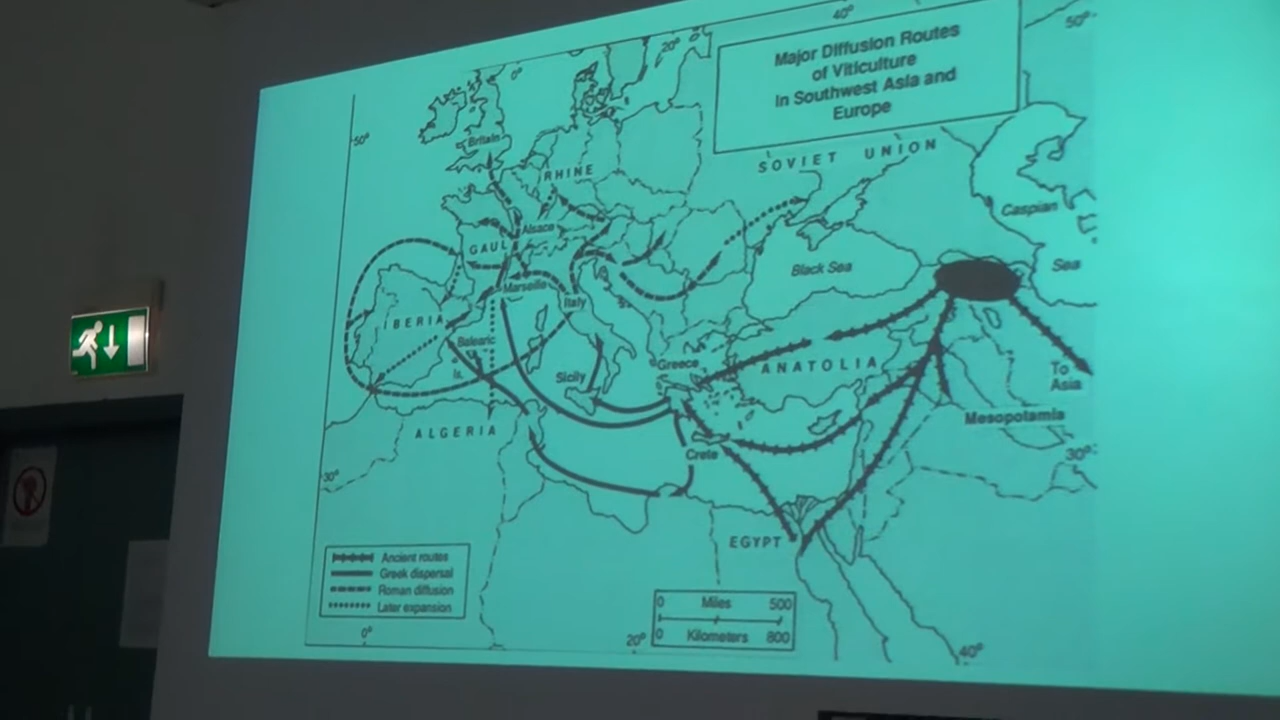 Major Diffusion Routes
of Viticulture
in Southwest Asia and
Europe
40°
50°
20°
0°
50°
Britain
RHINE
SOVIET UNION
Caspian
Sea
Alsace
GAUL
Black Sea
Marseille
Italy
IBERIA
Balearic
Is.
Greece
ANATOLIA
To
Asia
Sicily
Mesopotamia
ALGERIA
Crete
30°
30°
EGYPT
Ancient routes
Greek dispersal
Roman diffusion
Later expansion
0 Miles 500
0 Kilometers 800
0°
20°
40°